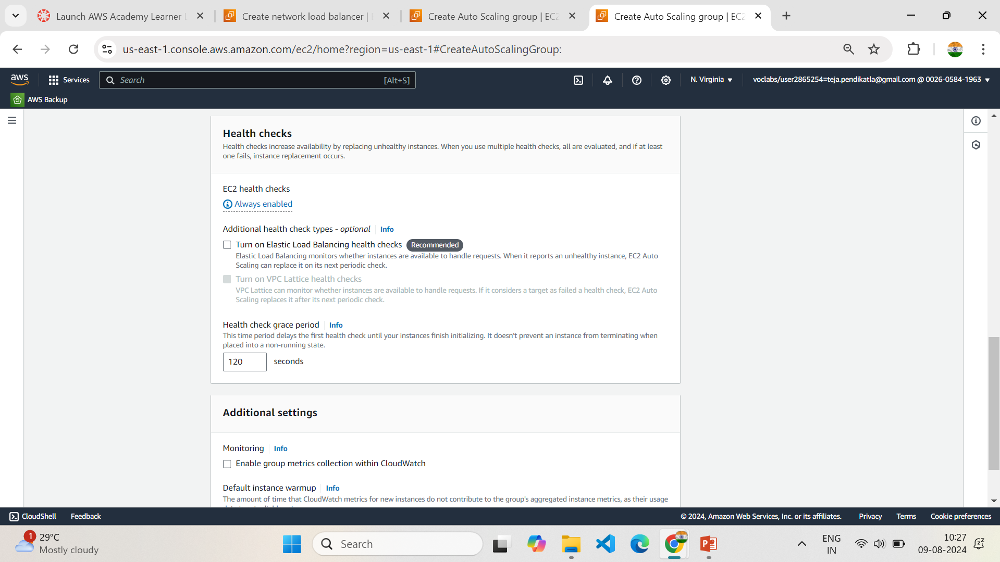 Launch AWS Academy Learner L
Create network load balancer | E
Create Auto Scaling group | EC2
Create Auto Scaling group | EC2
us-east-1.console.aws.amazon.com/ec2/home?region=us-east-1#CreateAutoScalingGroup:
aws
Services
Search
[Alt+S]
N. Virginia
voclabs/user2865254=teja.pendikatla@gmail.com @ 0026-0584-1963
AWS Backup
Health checks
Health checks increase availability by replacing unhealthy instances. When you use multiple health checks, all are evaluated, and if at least
one fails, instance replacement occurs.
EC2 health checks
Always enabled
Additional health check types - optional Info
Turn on Elastic Load Balancing health checks Recommended
Elastic Load Balancing monitors whether instances are available to handle requests. When it reports an unhealthy instance, EC2 Auto
Scaling can replace it on its next periodic check.
Turn on VPC Lattice health checks
VPC Lattice can monitor whether instances are available to handle requests. If it considers a target as failed a health check, EC2 Auto
Scaling replaces it after its next periodic check.
Health check grace period Info
This time period delays the first health check until your instances finish initializing. It doesn't prevent an instance from terminating when
placed into a non-running state.
120 seconds
Additional settings
Monitoring Info
Enable group metrics collection within CloudWatch
Default instance warmup Info
The amount of time that CloudWatch metrics for new instances do not contribute to the group's aggregated instance metrics, as their usage
CloudShell
Feedback
© 2024, Amazon Web Services, Inc. or its affiliates.
Privacy
Terms
Cookie preferences
1
29°C
Mostly cloudy
Search
ENG
IN
10:27
09-08-2024